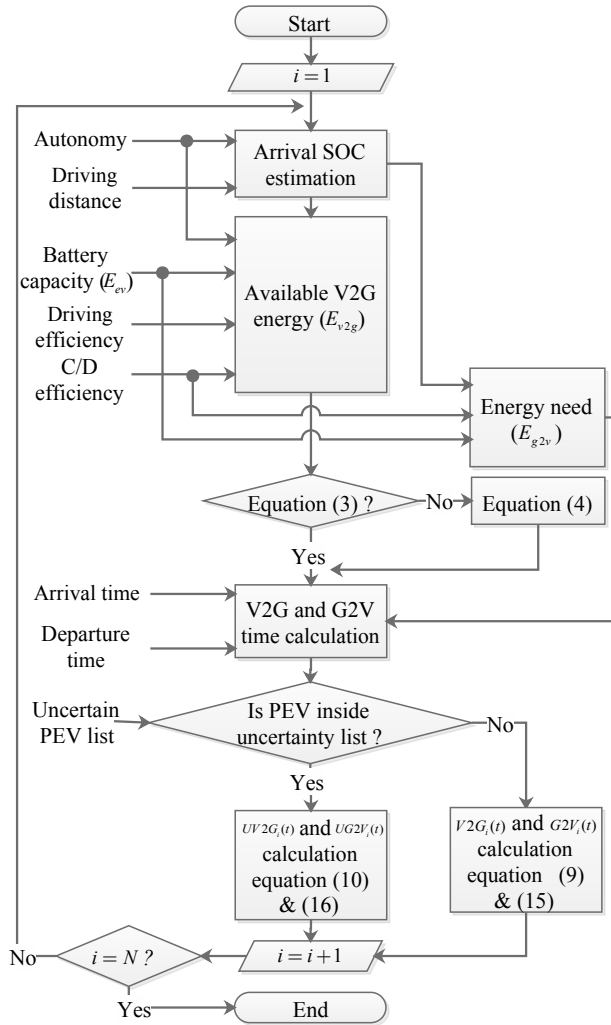 Start
i = 1
Autonomy
Arrival SOC
estimation
Driving
distance
Battery
capacity (E_ev)
Available V2G
energy (E_v2g)
Driving
efficiency
C/D
efficiency
Energy need
(E_g2v)
Equation (3) ?
No
Equation (4)
Yes
Arrival time
V2G and G2V
time calculation
Departure
time
Uncertain
PEV list
Is PEV inside
uncertainty list ?
No
Yes
UV2G_i(t) and UG2V_i(t)
calculation
equation (10)
& (16)
V2G_i(t) and G2V_i(t)
calculation
equation (9)
& (15)
No
i = N ?
i = i+1
Yes
End